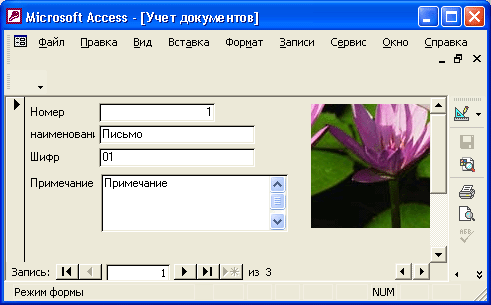 Microsoft Access - [Учет документов]
Файл Правка Вид Вставка Формат Записи Сервис Окно Справка
Номер 1
наименовани Письмо
Шифр 01
Примечание Примечание
Запись: 1 из 3
Режим формы NUM